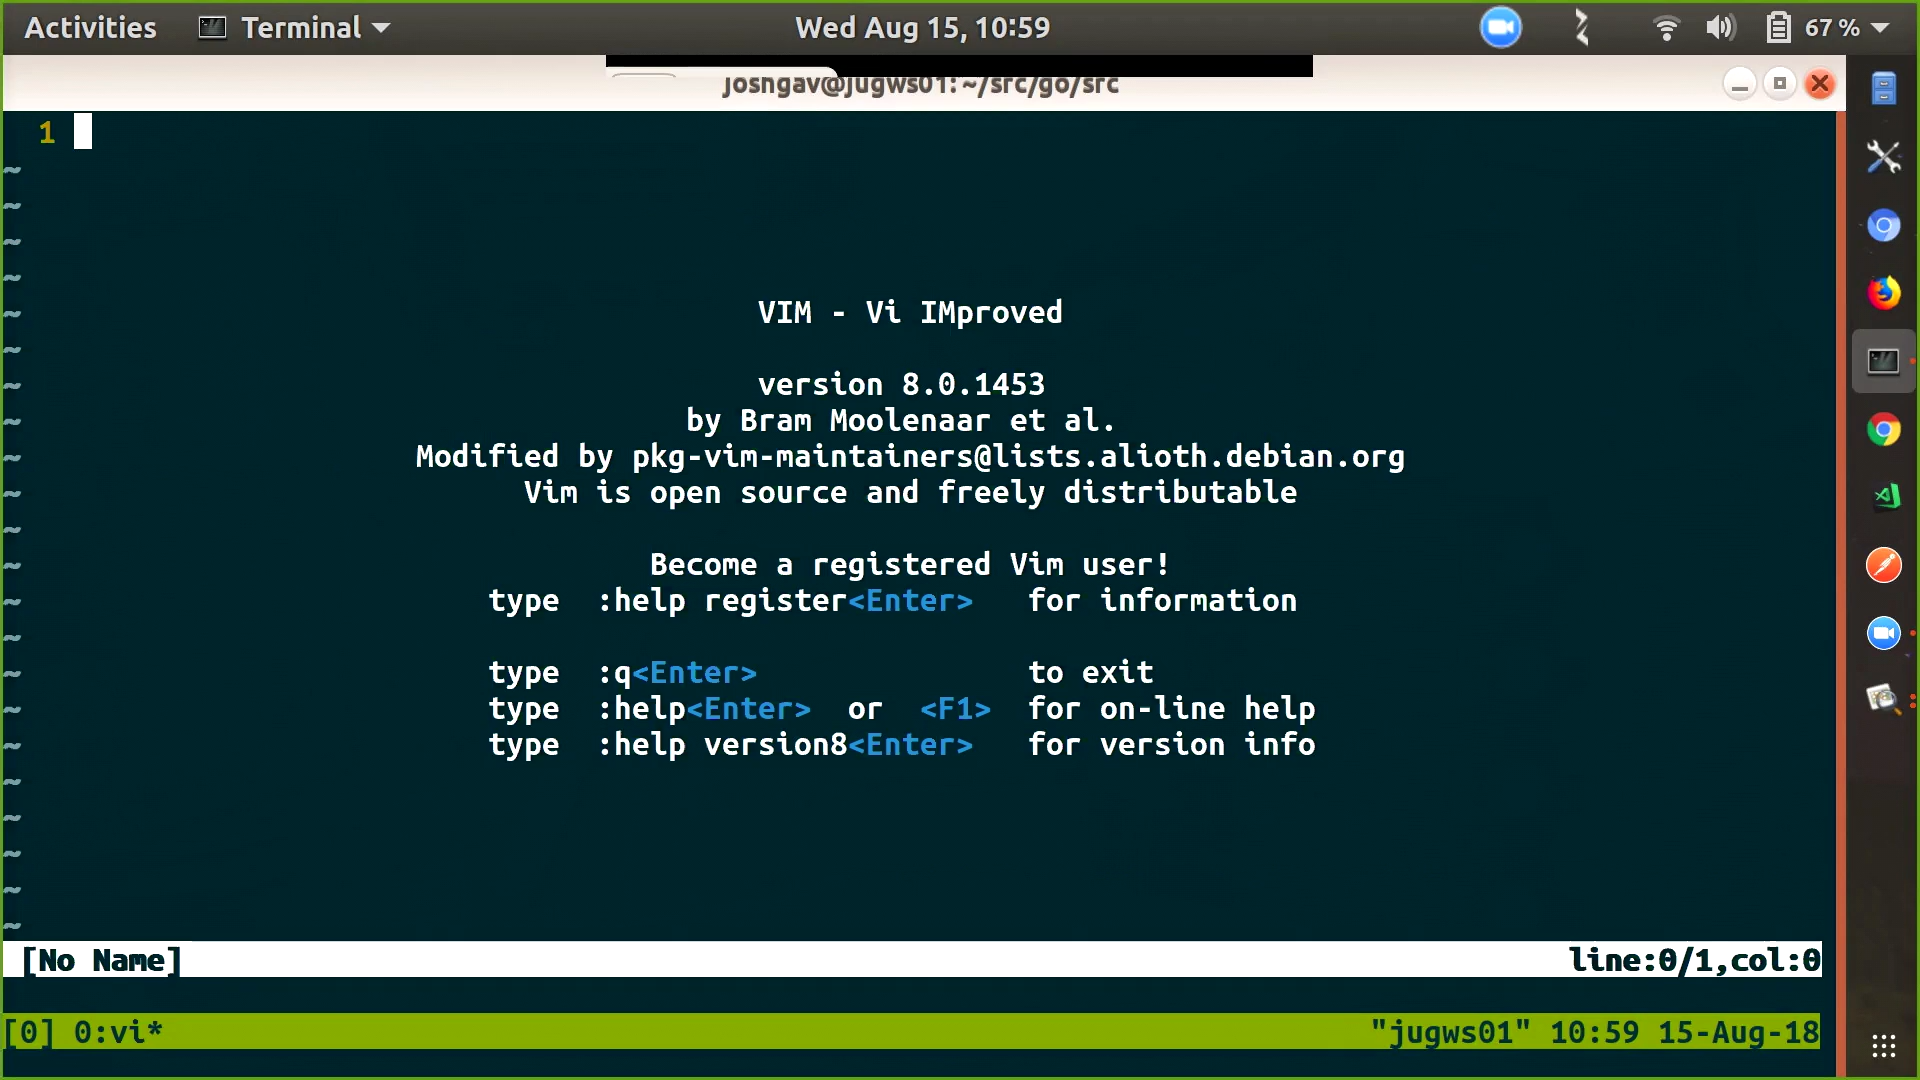 Activities Terminal Wed Aug 15, 10:59 67 %
joshgav@jugws01: ~/src/go/src
1
~
~
~
~
~ VIM - Vi IMproved
~
~ version 8.0.1453
~ by Bram Moolenaar et al.
~ Modified by pkg-vim-maintainers@lists.alioth.debian.org
~ Vim is open source and freely distributable
~
~ Become a registered Vim user!
~ type :help register<Enter> for information
~
~ type :q<Enter> to exit
~ type :help<Enter> or <F1> for on-line help
~ type :help version8<Enter> for version info
~
~
~
~
~
[No Name] line:0/1,col:0
[0] 0:vi* "jugws01" 10:59 15-Aug-18